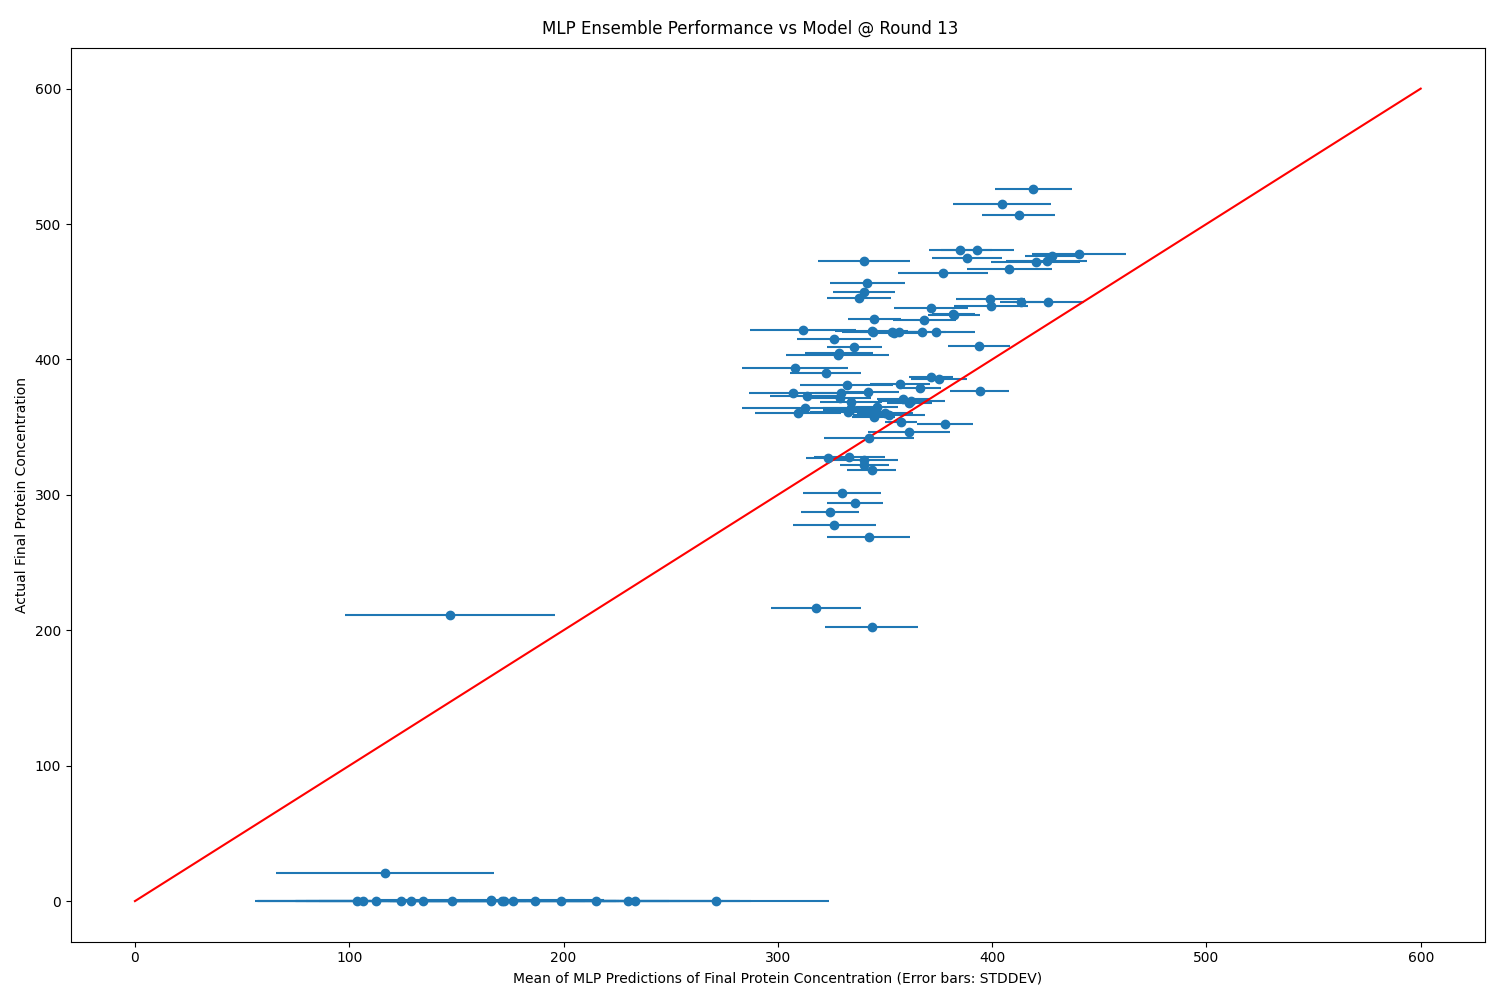 MLP Ensemble Performance vs Model @ Round 13
600
500
400
300
200
100
0
Actual Final Protein Concentration
0 100 200 300 400 500 600
Mean of MLP Predictions of Final Protein Concentration (Error bars: STDDEV)